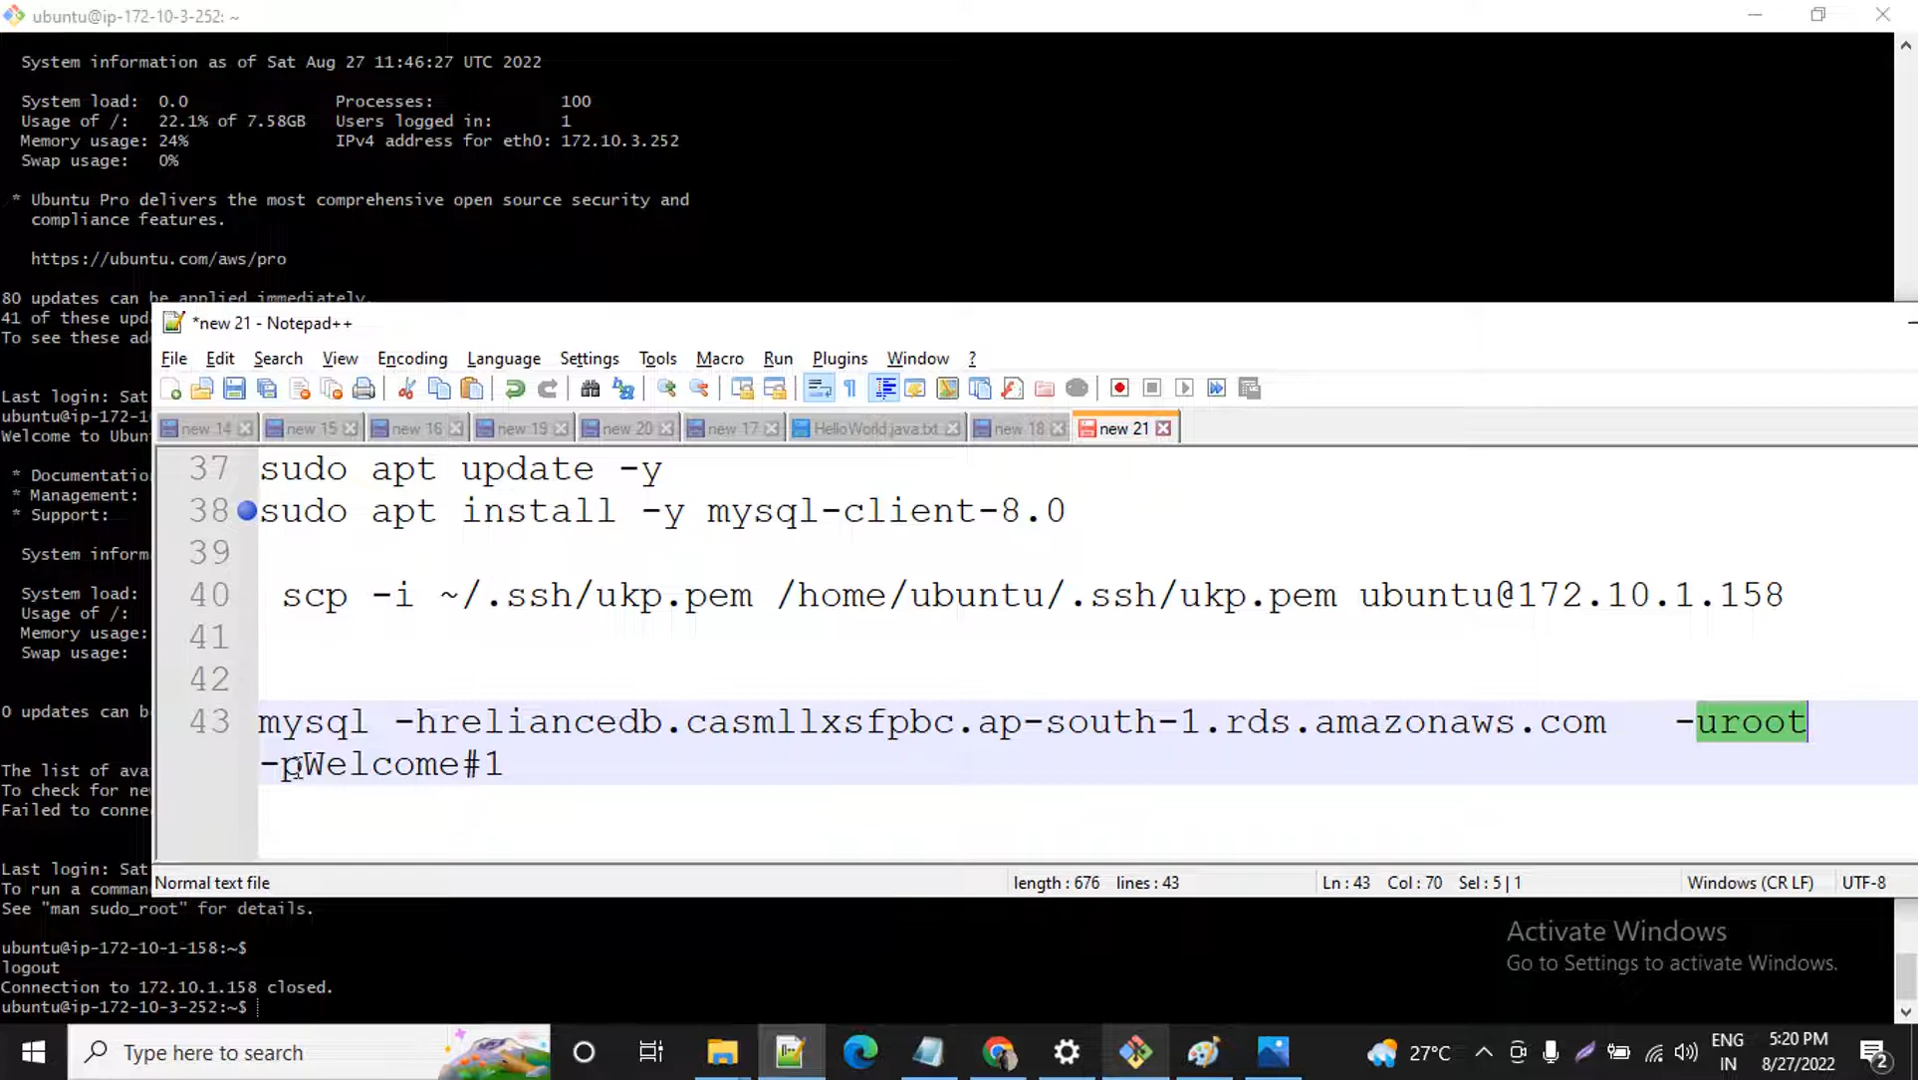 ubuntu@ip-172-10-3-252: ~
System information as of Sat Aug 27 11:46:27 UTC 2022
System load: 0.0 Processes: 100
Usage of /: 22.1% of 7.58GB Users logged in: 1
Memory usage: 24% IPv4 address for eth0: 172.10.3.252
Swap usage: 0%
* Ubuntu Pro delivers the most comprehensive open source security and
compliance features.
https://ubuntu.com/aws/pro
80 updates can be applied immediately.
41 of these upd
To see these ad
*new 21 - Notepad++
File Edit Search View Encoding Language Settings Tools Macro Run Plugins Window ?
new 14 new 15 new 16 new 19 new 20 new 17 HelloWorld.java.txt new 18 new 21
Last login: Sat
ubuntu@ip-172-1
Welcome to Ubun
* Documentatio
* Management:
* Support:
System inform
System load:
Usage of /:
Memory usage:
Swap usage:
0 updates can b
The list of ava
To check for ne
Failed to conne
Last login: Sat
To run a comman
37 sudo apt update -y
38 sudo apt install -y mysql-client-8.0
39
40 scp -i ~/.ssh/ukp.pem /home/ubuntu/.ssh/ukp.pem ubuntu@172.10.1.158
41
42
43 mysql -hreliancedb.casmllxsfpbc.ap-south-1.rds.amazonaws.com -uroot
-pWelcome#1
Normal text file length : 676 lines : 43 Ln : 43 Col : 70 Sel : 5 | 1 Windows (CR LF) UTF-8
See "man sudo_root" for details.
ubuntu@ip-172-10-1-158:~$
logout
Connection to 172.10.1.158 closed.
ubuntu@ip-172-10-3-252:~$
Activate Windows
Go to Settings to activate Windows.
Type here to search
27°C
ENG
IN
5:20 PM
8/27/2022
2